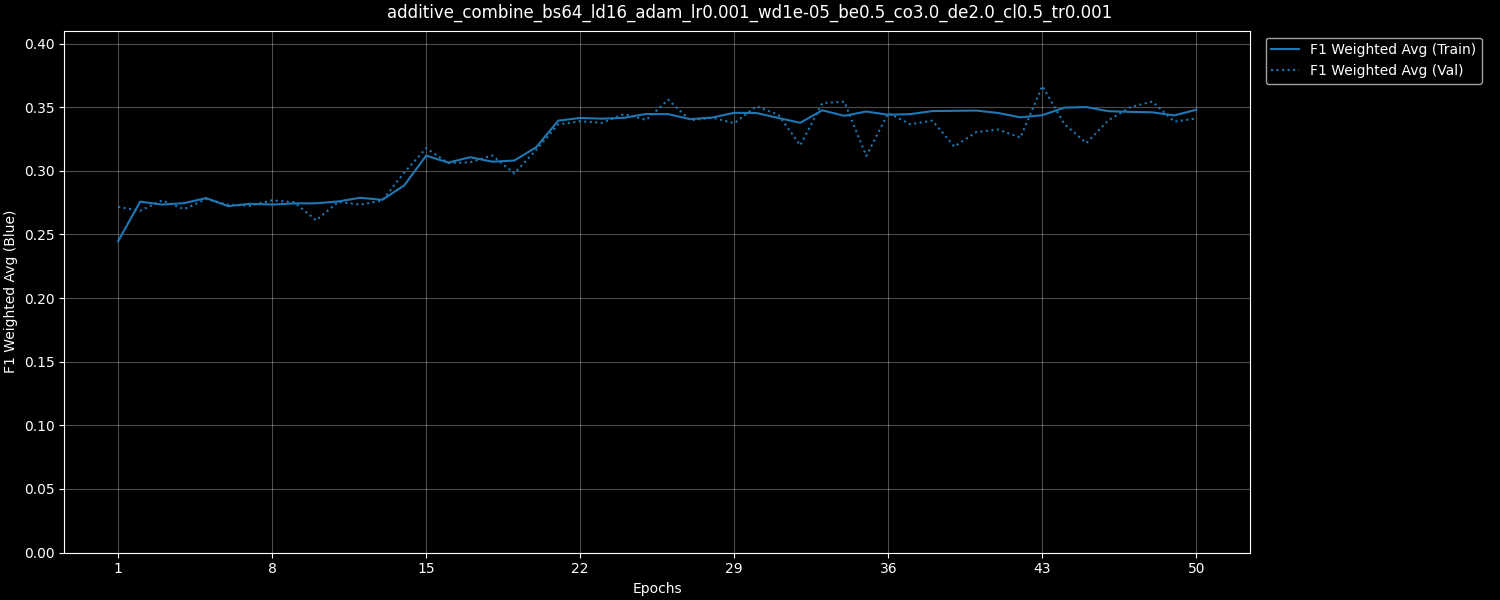 additive_combine_bs64_ld16_adam_lr0.001_wd1e-05_be0.5_co3.0_de2.0_cl0.5_tr0.001
F1 Weighted Avg (Train)
F1 Weighted Avg (Val)
F1 Weighted Avg (Blue)
0.40
0.35
0.30
0.25
0.20
0.15
0.10
0.05
0.00
1 8 15 22 29 36 43 50
Epochs